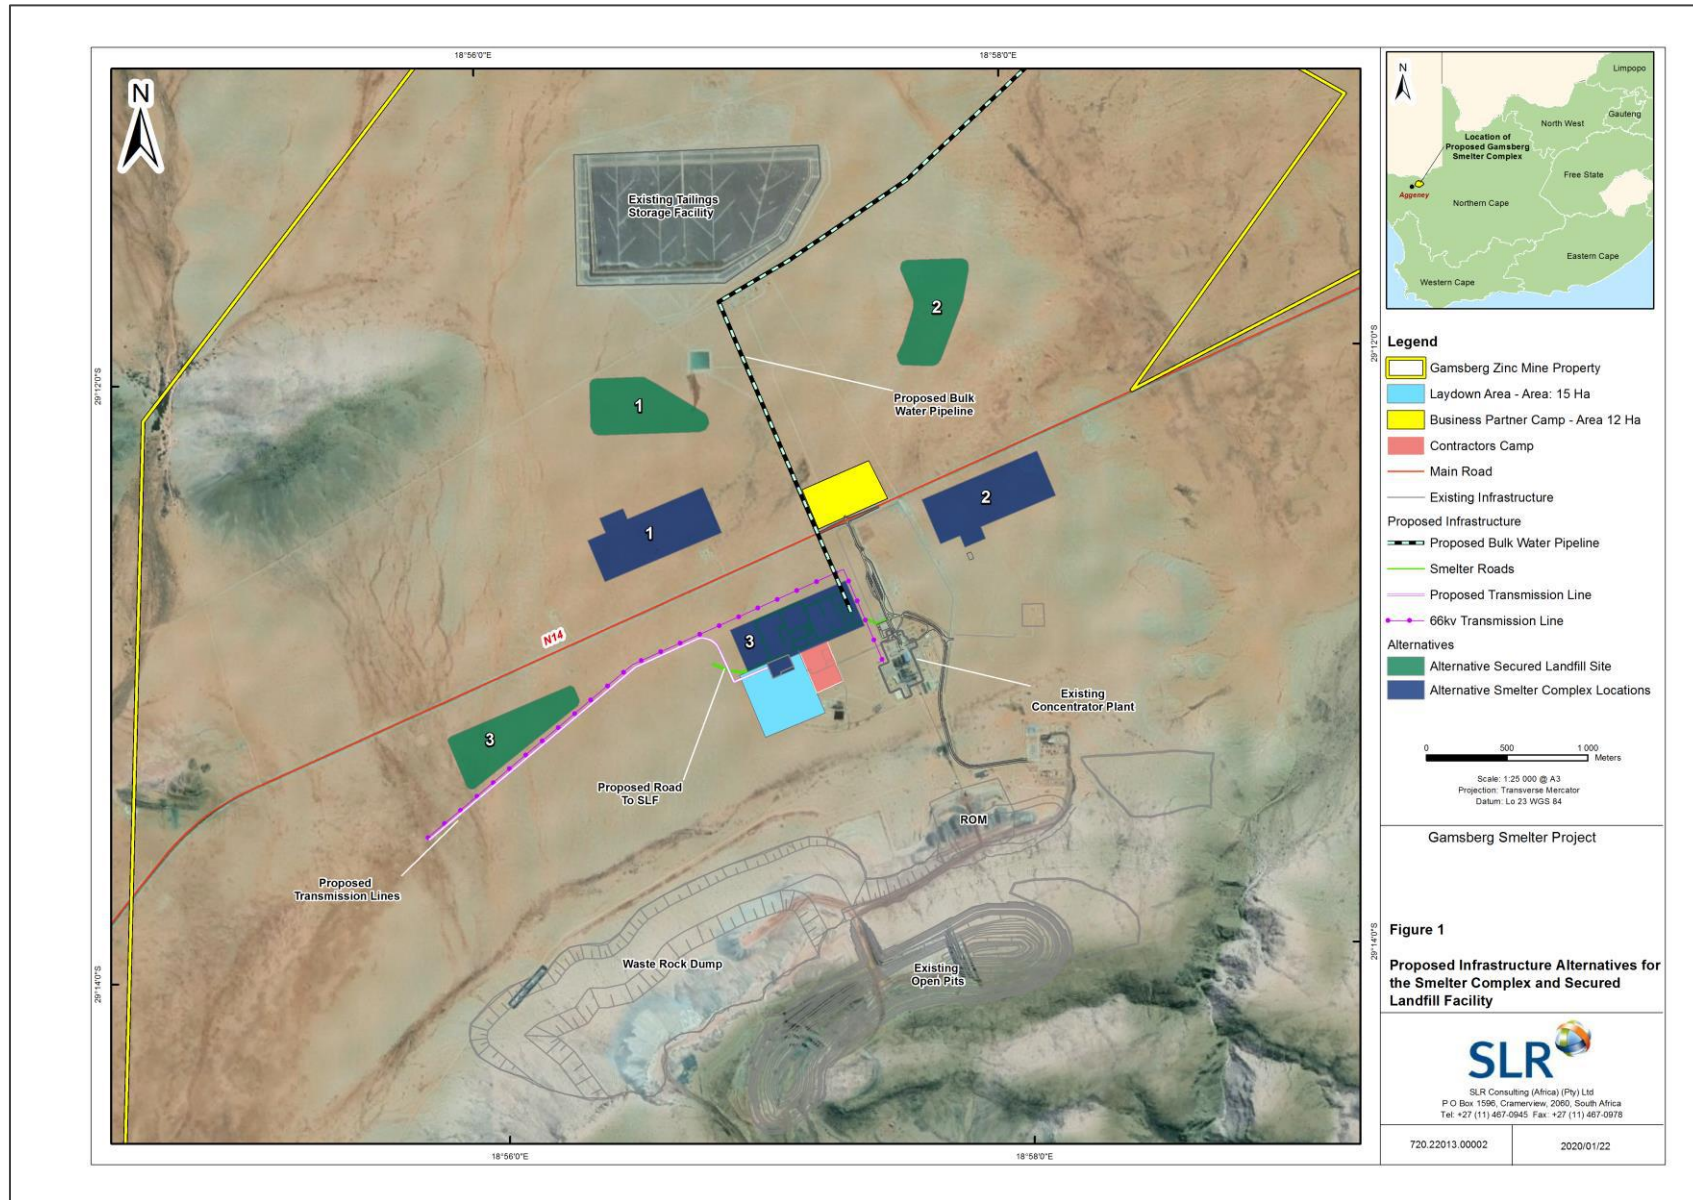 18°56'0"E
18°58'0"E
N
Existing Tailings
Storage Facility
2
29°12'0"S
29°12'0"S
Proposed Bulk
Water Pipeline
1
2
1
3
N14
Existing
Concentrator Plant
3
Proposed Road
To SLF
ROM
Proposed
Transmission Lines
Waste Rock Dump
Existing
Open Pits
29°14'0"S
29°14'0"S
18°56'0"E
18°58'0"E
N
Limpopo
Gauteng
North West
Location of
Proposed Gamsberg
Smelter Complex
Free State
Aggeney
Northern Cape
Eastern Cape
Western Cape
Legend
Gamsberg Zinc Mine Property
Laydown Area - Area: 15 Ha
Business Partner Camp - Area 12 Ha
Contractors Camp
Main Road
Existing Infrastructure
Proposed Infrastructure
Proposed Bulk Water Pipeline
Smelter Roads
Proposed Transmission Line
66kv Transmission Line
Alternatives
Alternative Secured Landfill Site
Alternative Smelter Complex Locations
0 500 1 000
Meters
Scale: 1:25 000 @ A3
Projection: Transverse Mercator
Datum: Lo 23 WGS 84
Gamsberg Smelter Project
Figure 1
Proposed Infrastructure Alternatives for
the Smelter Complex and Secured
Landfill Facility
SLR
SLR Consulting (Africa) (Pty) Ltd
P O Box 1596, Cramerview, 2060, South Africa
Tel: +27 (11) 467-0945 Fax: +27 (11) 467-0978
720.22013.00002
2020/01/22